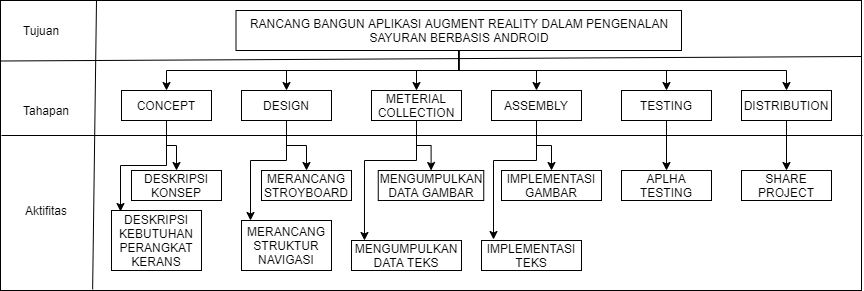 Tujuan
RANCANG BANGUN APLIKASI AUGMENT REALITY DALAM PENGENALAN
SAYURAN BERBASIS ANDROID
Tahapan
CONCEPT
DESIGN
METERIAL
COLLECTION
ASSEMBLY
TESTING
DISTRIBUTION
Aktifitas
DESKRIPSI
KONSEP
MERANCANG
STROYBOARD
MENGUMPULKAN
DATA GAMBAR
IMPLEMENTASI
GAMBAR
APLHA
TESTING
SHARE
PROJECT
DESKRIPSI
KEBUTUHAN
PERANGKAT
KERANS
MERANCANG
STRUKTUR
NAVIGASI
MENGUMPULKAN
DATA TEKS
IMPLEMENTASI
TEKS